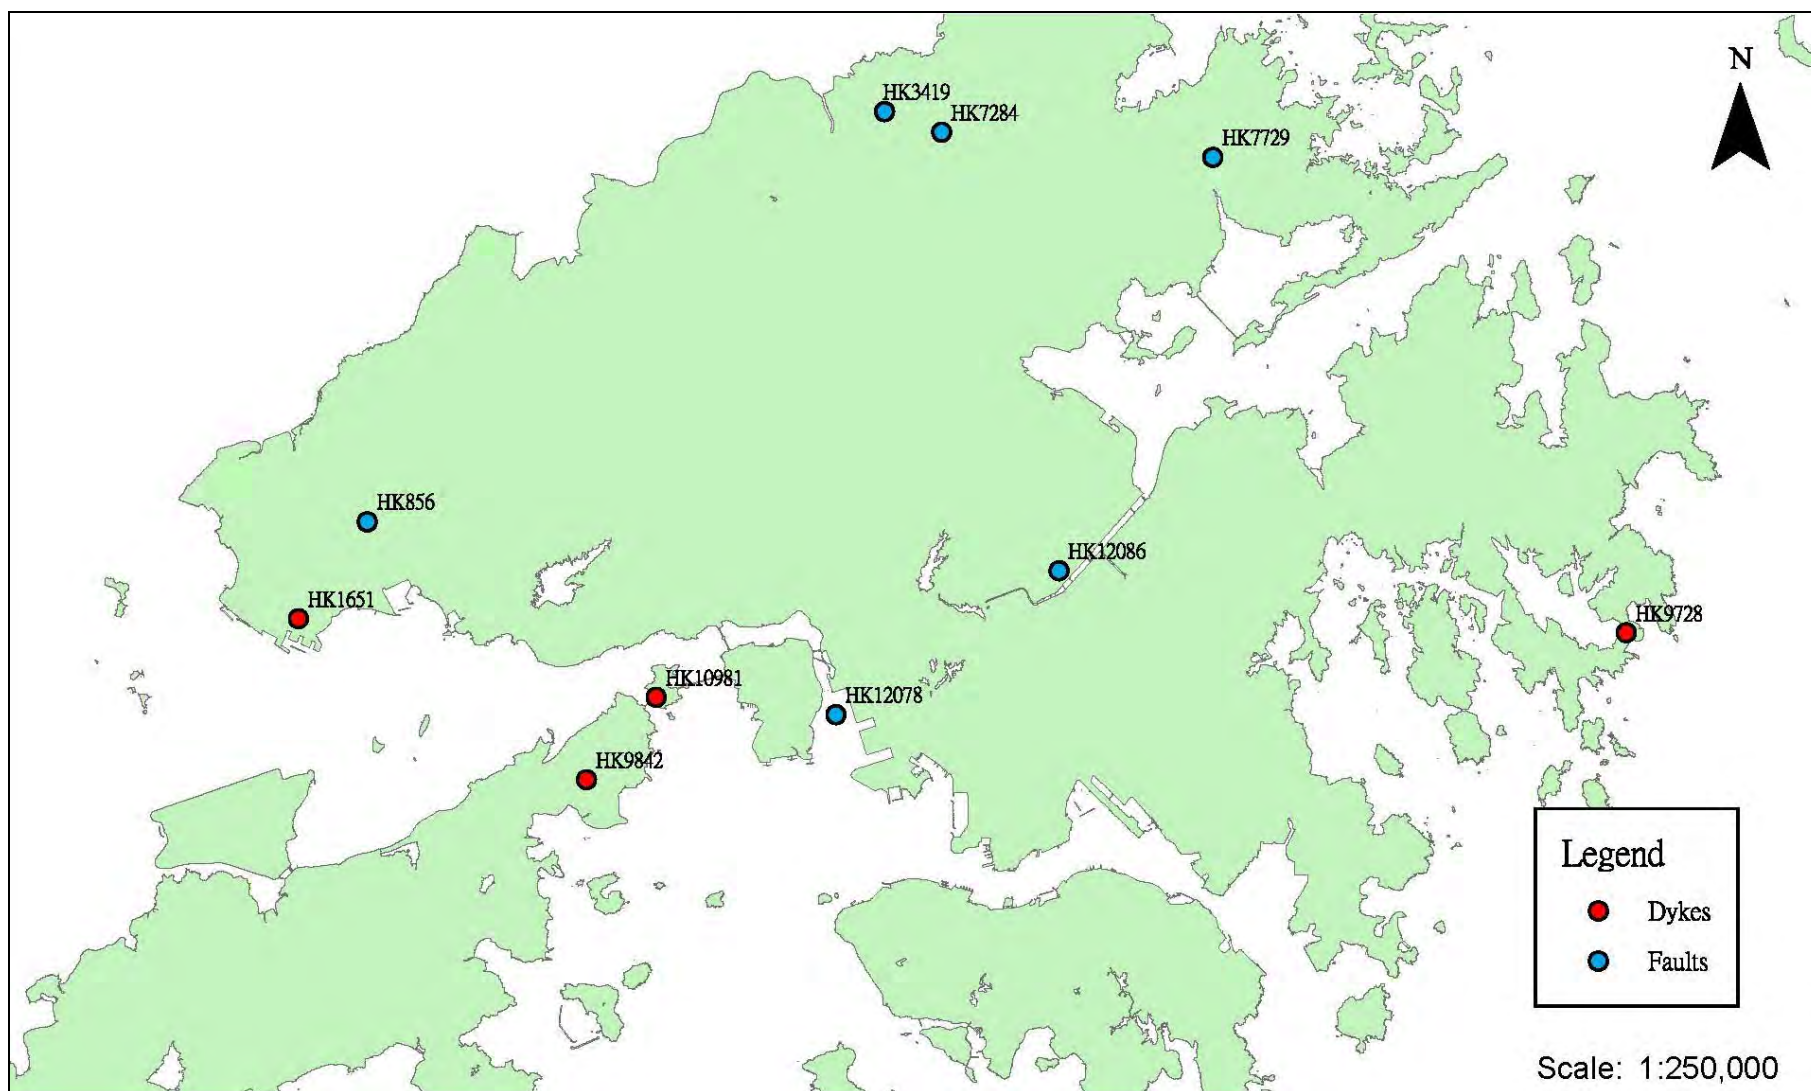 N
HK3419
HK7284
HK7729
HK856
HK12086
HK1651
HK9728
HK10981
HK12078
HK9842
Legend
Dykes
Faults
Scale: 1:250,000